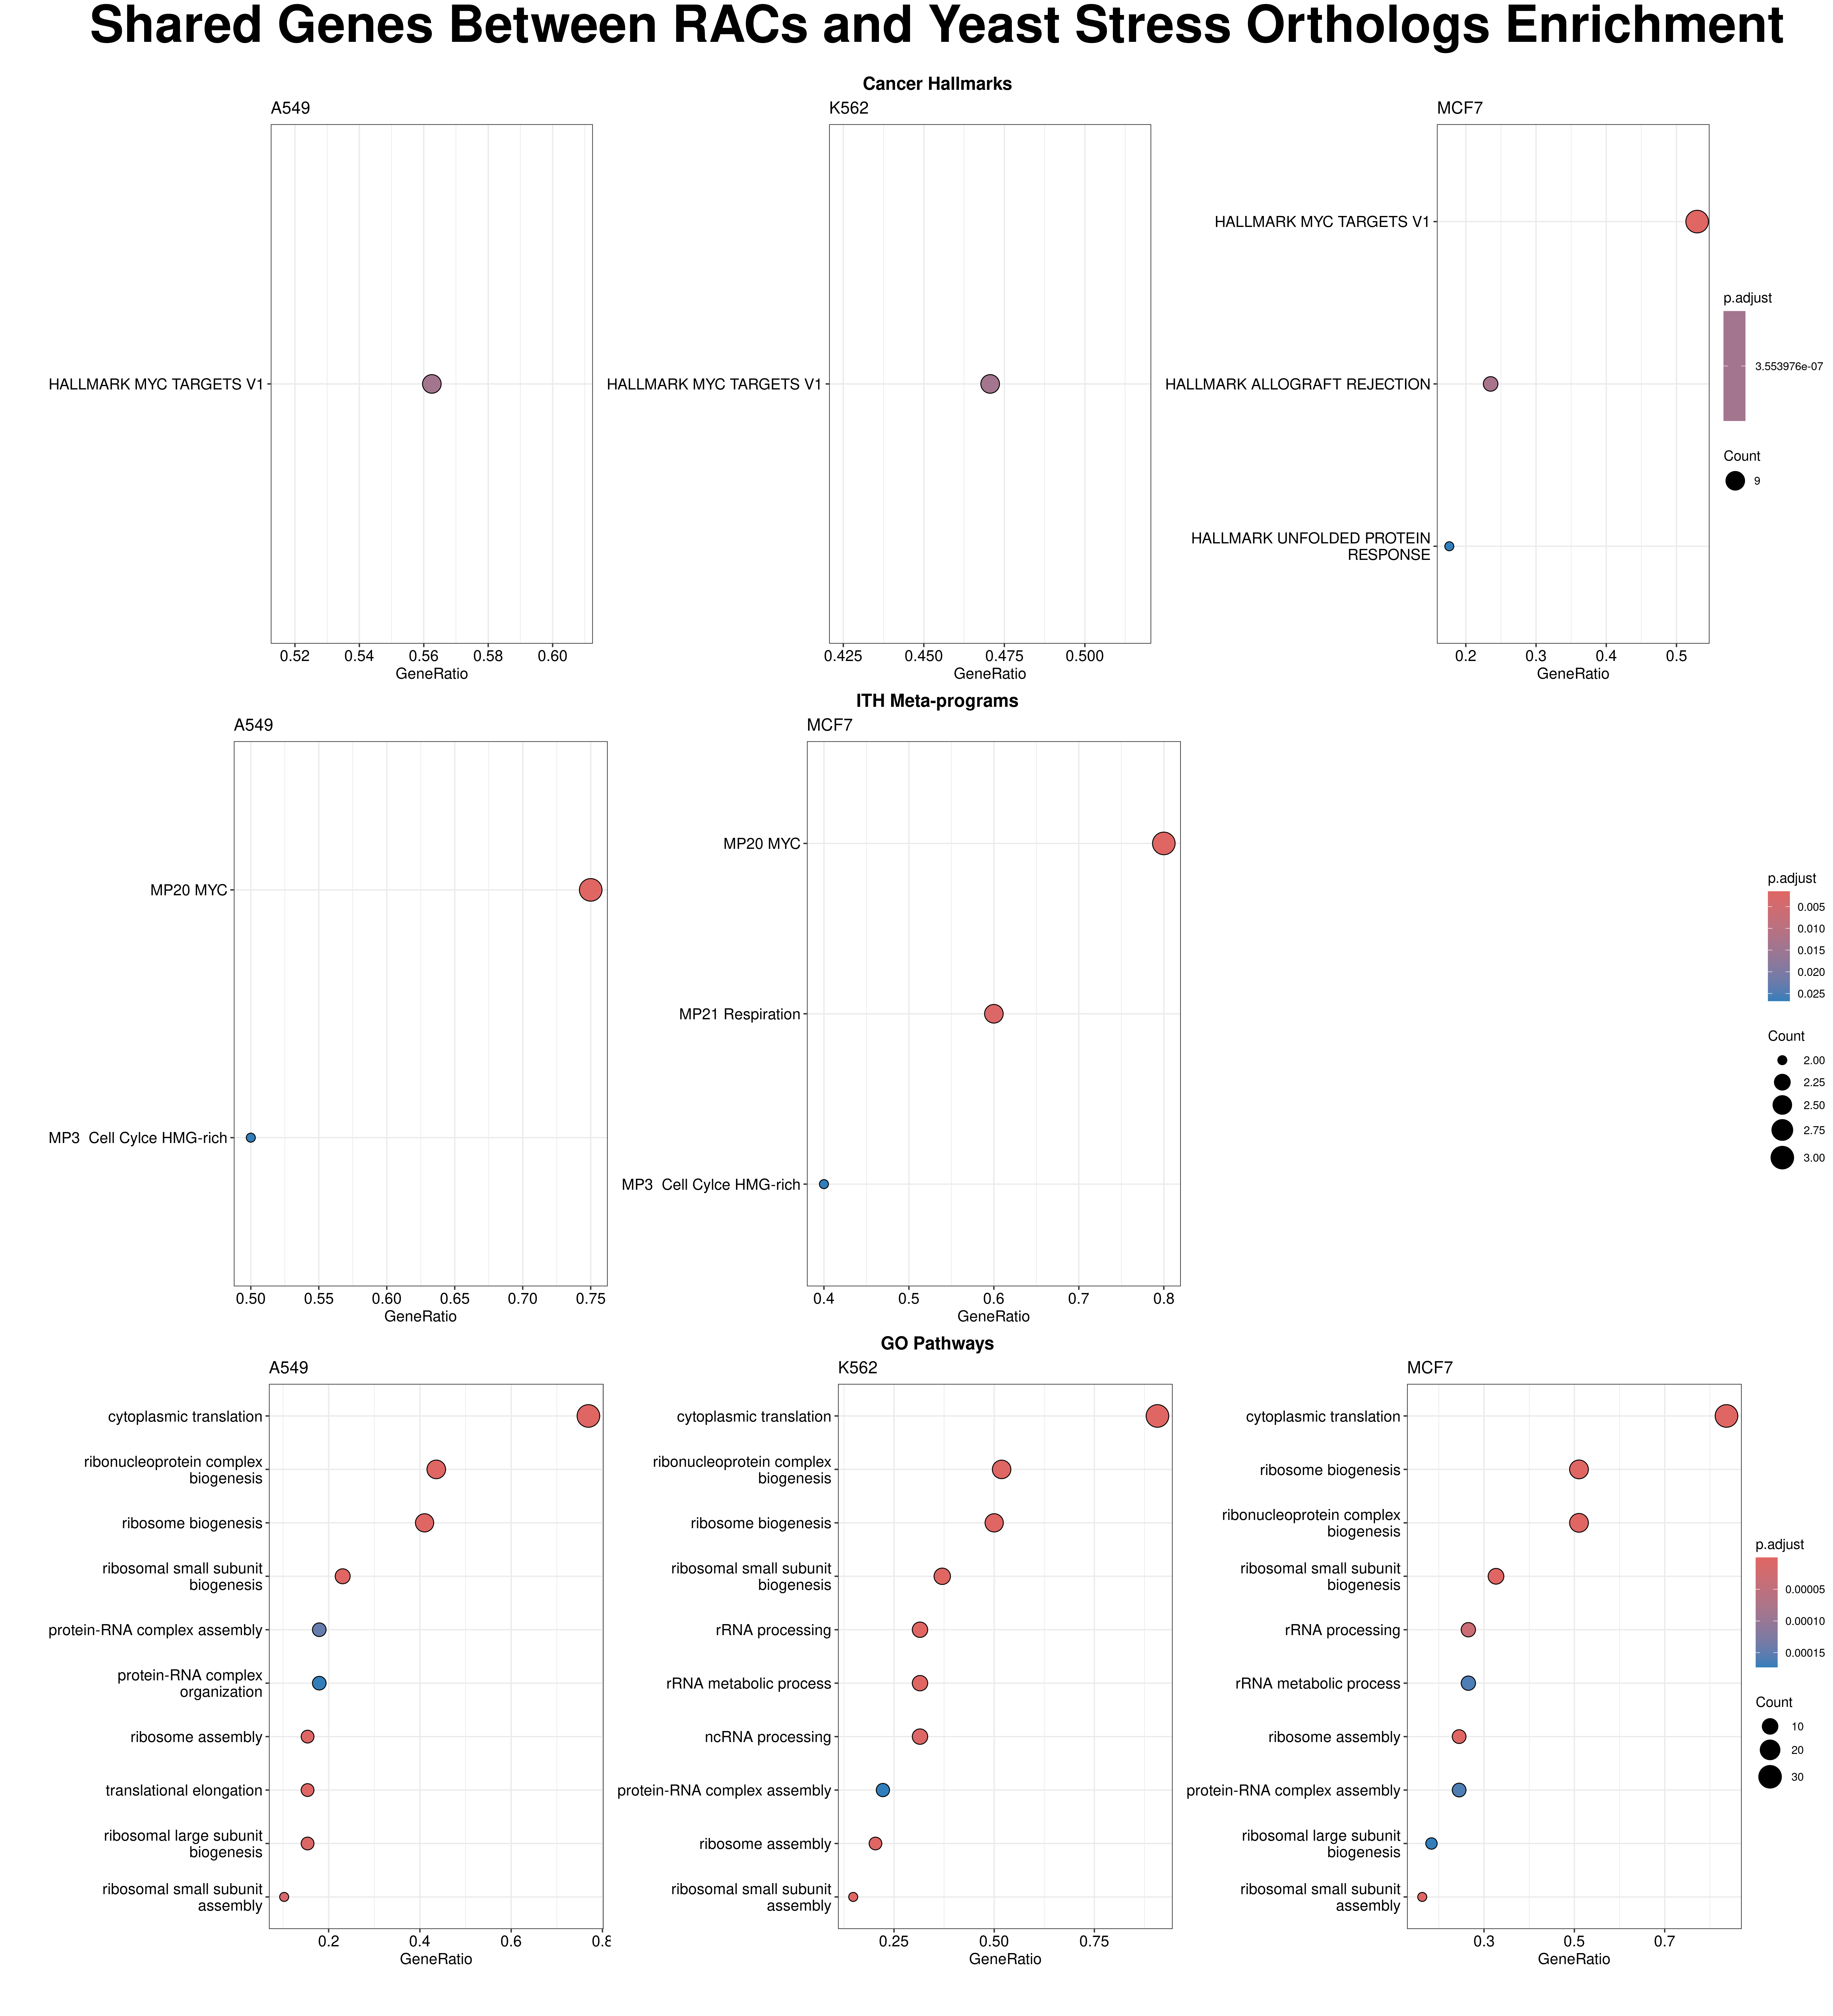 Shared Genes Between RACs and Yeast Stress Orthologs Enrichment
Cancer Hallmarks
A549
HALLMARK MYC TARGETS V1
0.52 0.54 0.56 0.58 0.60
GeneRatio
K562
HALLMARK MYC TARGETS V1
0.425 0.450 0.475 0.500
GeneRatio
MCF7
HALLMARK MYC TARGETS V1
HALLMARK ALLOGRAFT REJECTION
HALLMARK UNFOLDED PROTEIN
RESPONSE
0.2 0.3 0.4 0.5
GeneRatio
p.adjust
3.553976e-07
Count
9
ITH Meta-programs
A549
MP20 MYC
MP3  Cell Cylce HMG-rich
0.50 0.55 0.60 0.65 0.70 0.75
GeneRatio
MCF7
MP20 MYC
MP21 Respiration
MP3  Cell Cylce HMG-rich
0.4 0.5 0.6 0.7 0.8
GeneRatio
p.adjust
0.005
0.010
0.015
0.020
0.025
Count
2.00
2.25
2.50
2.75
3.00
GO Pathways
A549
cytoplasmic translation
ribonucleoprotein complex
biogenesis
ribosome biogenesis
ribosomal small subunit
biogenesis
protein-RNA complex assembly
protein-RNA complex
organization
ribosome assembly
translational elongation
ribosomal large subunit
biogenesis
ribosomal small subunit
assembly
0.2 0.4 0.6
GeneRatio
K562
cytoplasmic translation
ribonucleoprotein complex
biogenesis
ribosome biogenesis
ribosomal small subunit
biogenesis
rRNA processing
rRNA metabolic process
ncRNA processing
protein-RNA complex assembly
ribosome assembly
ribosomal small subunit
assembly
0.25 0.50 0.75
GeneRatio
MCF7
cytoplasmic translation
ribosome biogenesis
ribonucleoprotein complex
biogenesis
ribosomal small subunit
biogenesis
rRNA processing
rRNA metabolic process
ribosome assembly
protein-RNA complex assembly
ribosomal large subunit
biogenesis
ribosomal small subunit
assembly
0.3 0.5 0.7
GeneRatio
p.adjust
0.00005
0.00010
0.00015
Count
10
20
30